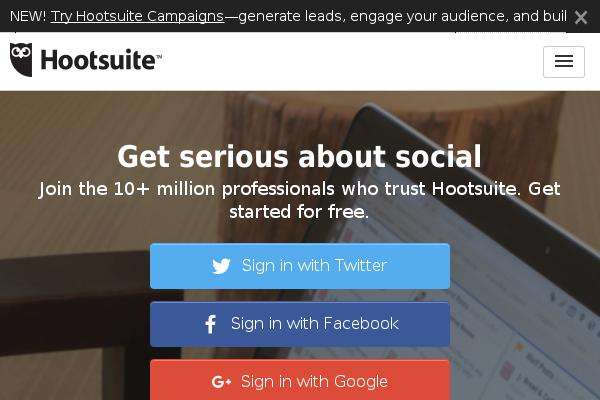 NEW! Try Hootsuite Campaigns—generate leads, engage your audience, and buil
Hootsuite™
Get serious about social
Join the 10+ million professionals who trust Hootsuite. Get
started for free.
Sign in with Twitter
Sign in with Facebook
Sign in with Google